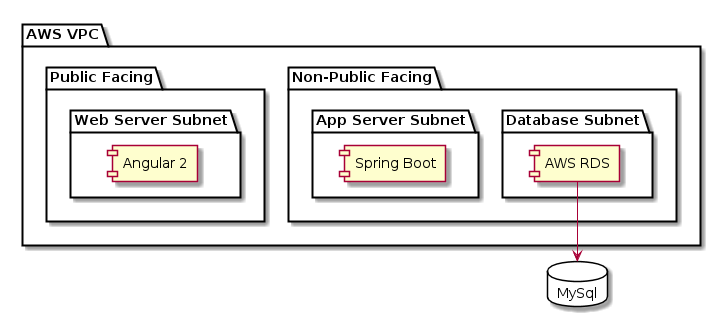 AWS VPC
Public Facing
Non-Public Facing
Web Server Subnet
App Server Subnet
Database Subnet
Angular 2
Spring Boot
AWS RDS
MySql